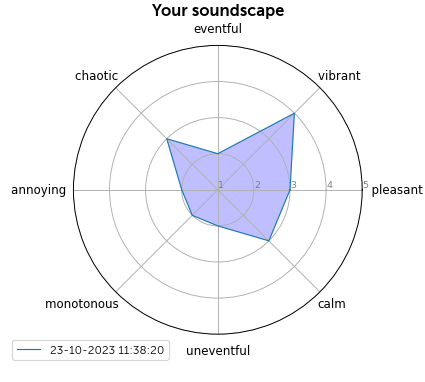 Your soundscape
eventful
chaotic
vibrant
annoying
1
2
3
4
5
pleasant
monotonous
calm
uneventful
23-10-2023 11:38:20